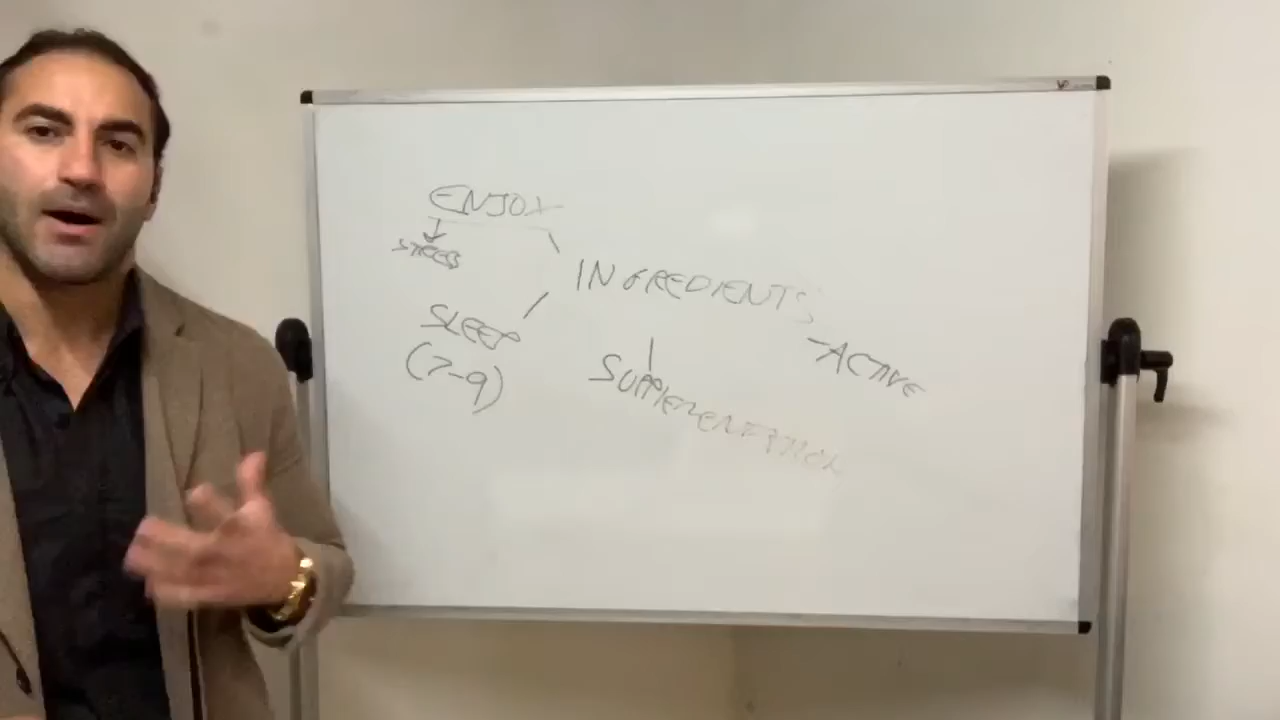 ENJOY
STRESS
INGREDIENTS
SLEEP
(7-9)
-ACTIVE
SUPPLEMENTATION